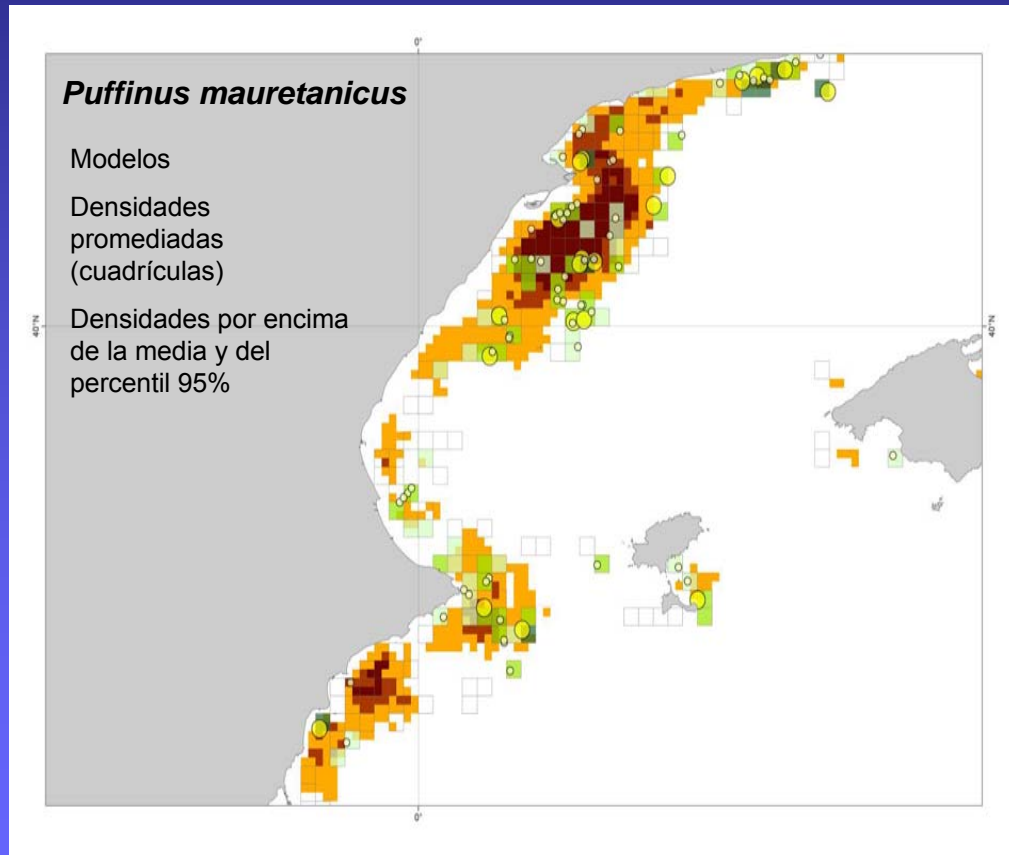 0°
Puffinus mauretanicus
Modelos
Densidades
promediadas
(cuadrículas)
Densidades por encima
de la media y del
percentil 95%
40°N
40°N
0°